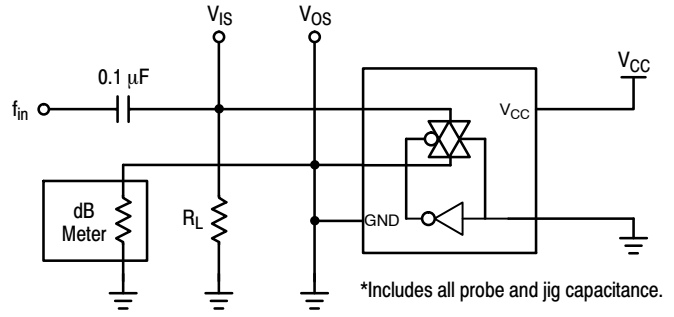 V_IS
V_OS
0.1 μF
f_in
V_CC
V_CC
dB
Meter
R_L
GND
*Includes all probe and jig capacitance.